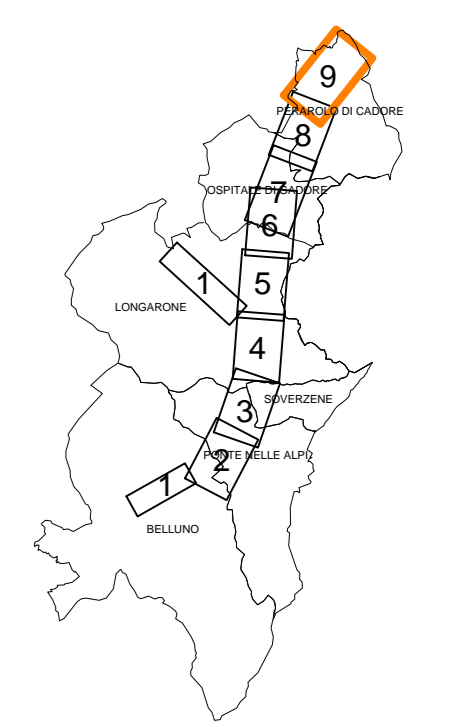 9
PERAROLO DI CADORE
8
OSPITALE DI CADORE
7
6
1
5
LONGARONE
4
SOVERZENE
3
PONTE NELLE ALPI
2
1
BELLUNO